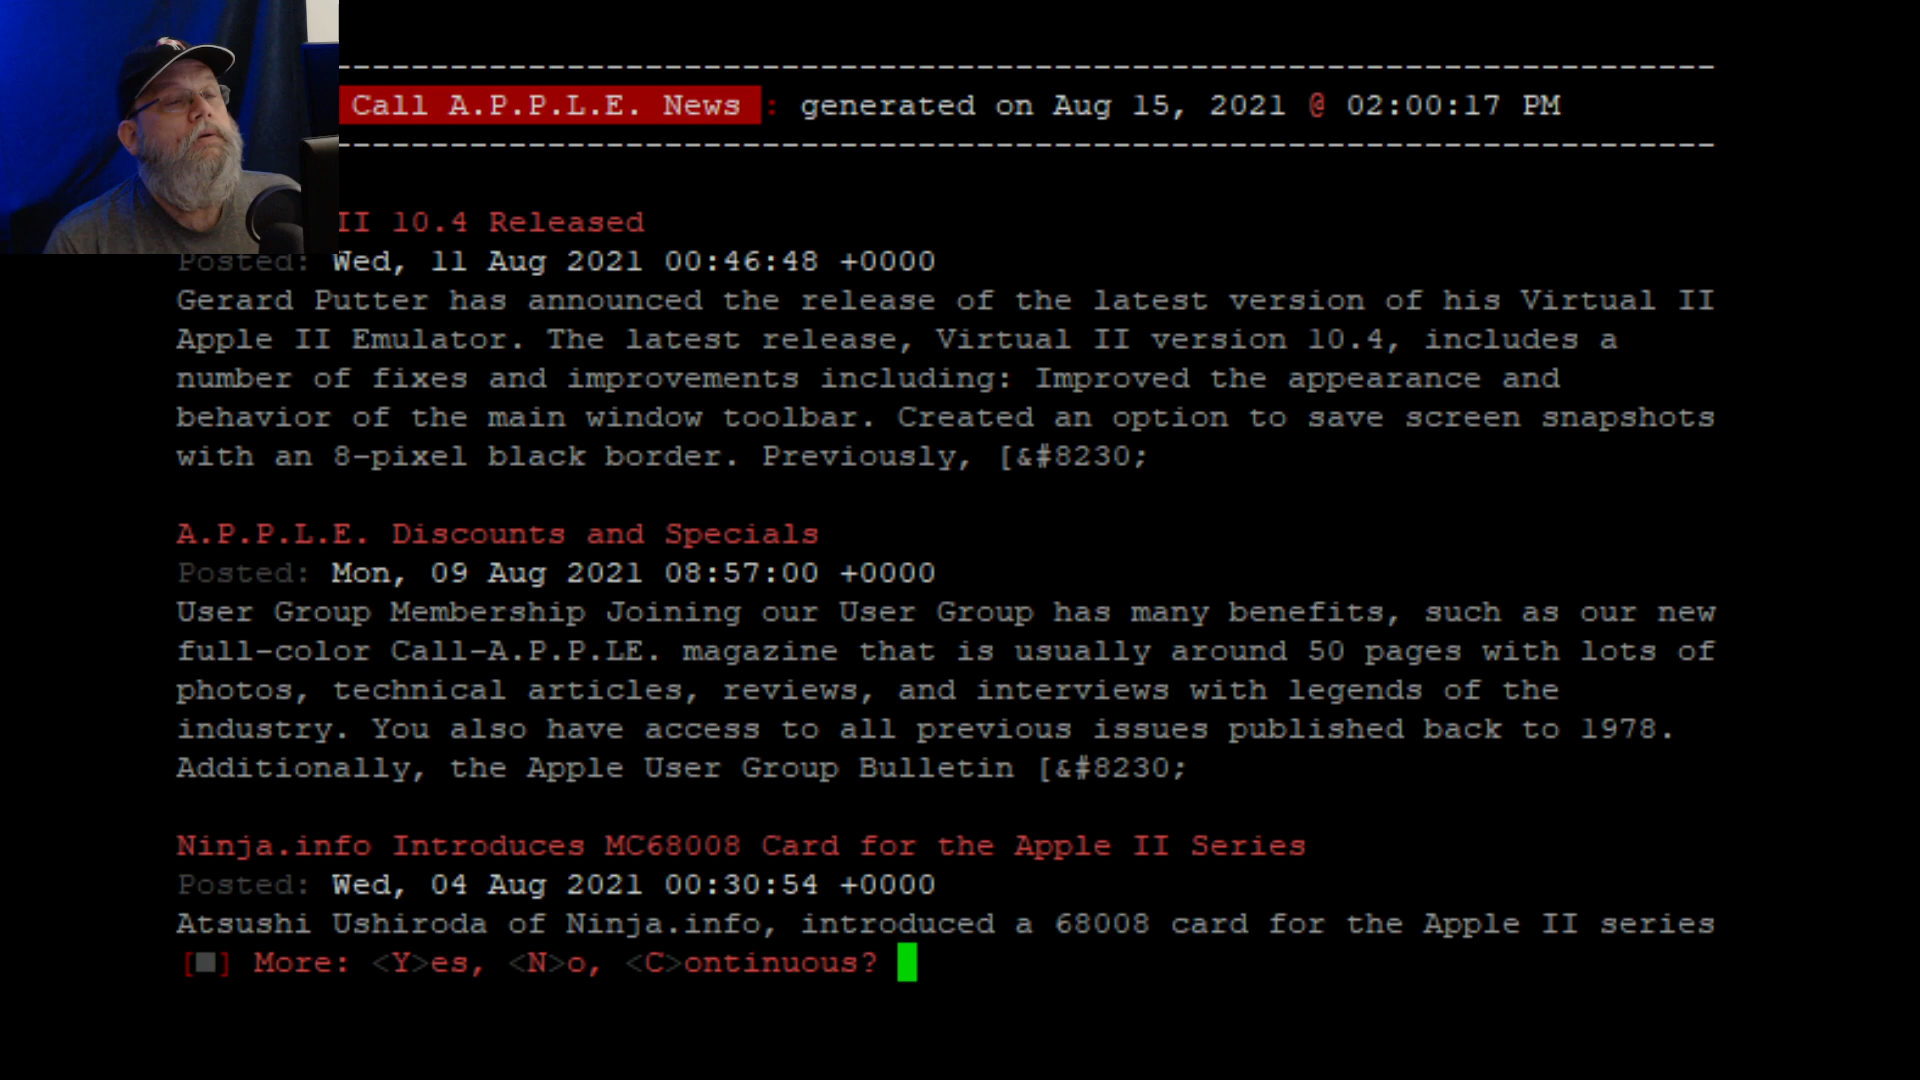 --------------------------------------------------------------------------------
Call A.P.P.L.E. News : generated on Aug 15, 2021 @ 02:00:17 PM
--------------------------------------------------------------------------------
II 10.4 Released
Posted: Wed, 11 Aug 2021 00:46:48 +0000
Gerard Putter has announced the release of the latest version of his Virtual II
Apple II Emulator. The latest release, Virtual II version 10.4, includes a
number of fixes and improvements including: Improved the appearance and
behavior of the main window toolbar. Created an option to save screen snapshots
with an 8-pixel black border. Previously, [&#8230;
A.P.P.L.E. Discounts and Specials
Posted: Mon, 09 Aug 2021 08:57:00 +0000
User Group Membership Joining our User Group has many benefits, such as our new
full-color Call-A.P.P.LE. magazine that is usually around 50 pages with lots of
photos, technical articles, reviews, and interviews with legends of the
industry. You also have access to all previous issues published back to 1978.
Additionally, the Apple User Group Bulletin [&#8230;
Ninja.info Introduces MC68008 Card for the Apple II Series
Posted: Wed, 04 Aug 2021 00:30:54 +0000
Atsushi Ushiroda of Ninja.info, introduced a 68008 card for the Apple II series
[■] More: <Y>es, <N>o, <C>ontinuous?